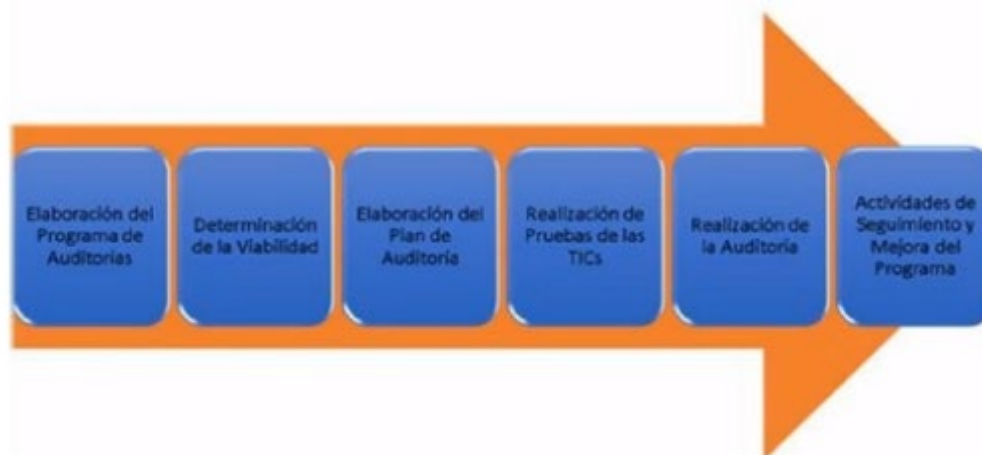 Elaboración del
Programa de
Auditorías
Determinación
de la Viabilidad
Elaboración del
Plan de
Auditoría
Realización de
Pruebas de las
TICs
Realización de
la Auditoría
Actividades de
Seguimiento y
Mejora del
Programa